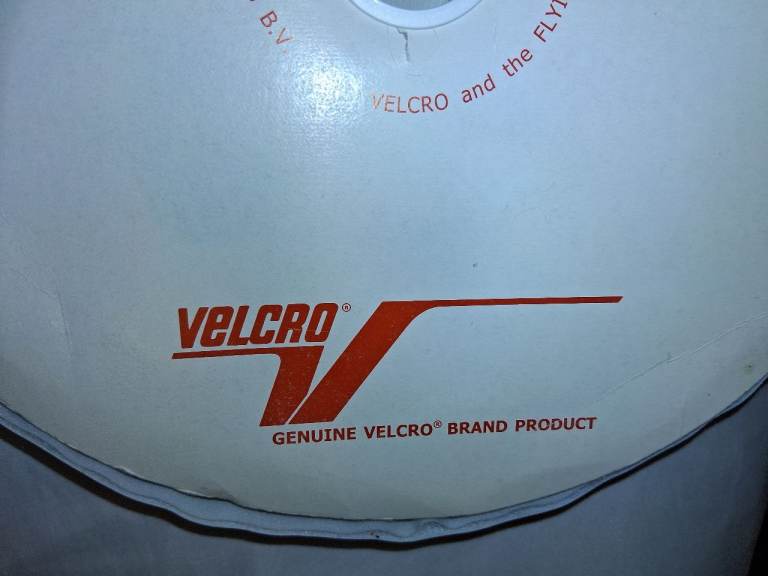 B.V.
VELCRO and the
VELCRO®
GENUINE VELCRO® BRAND PRODUCT